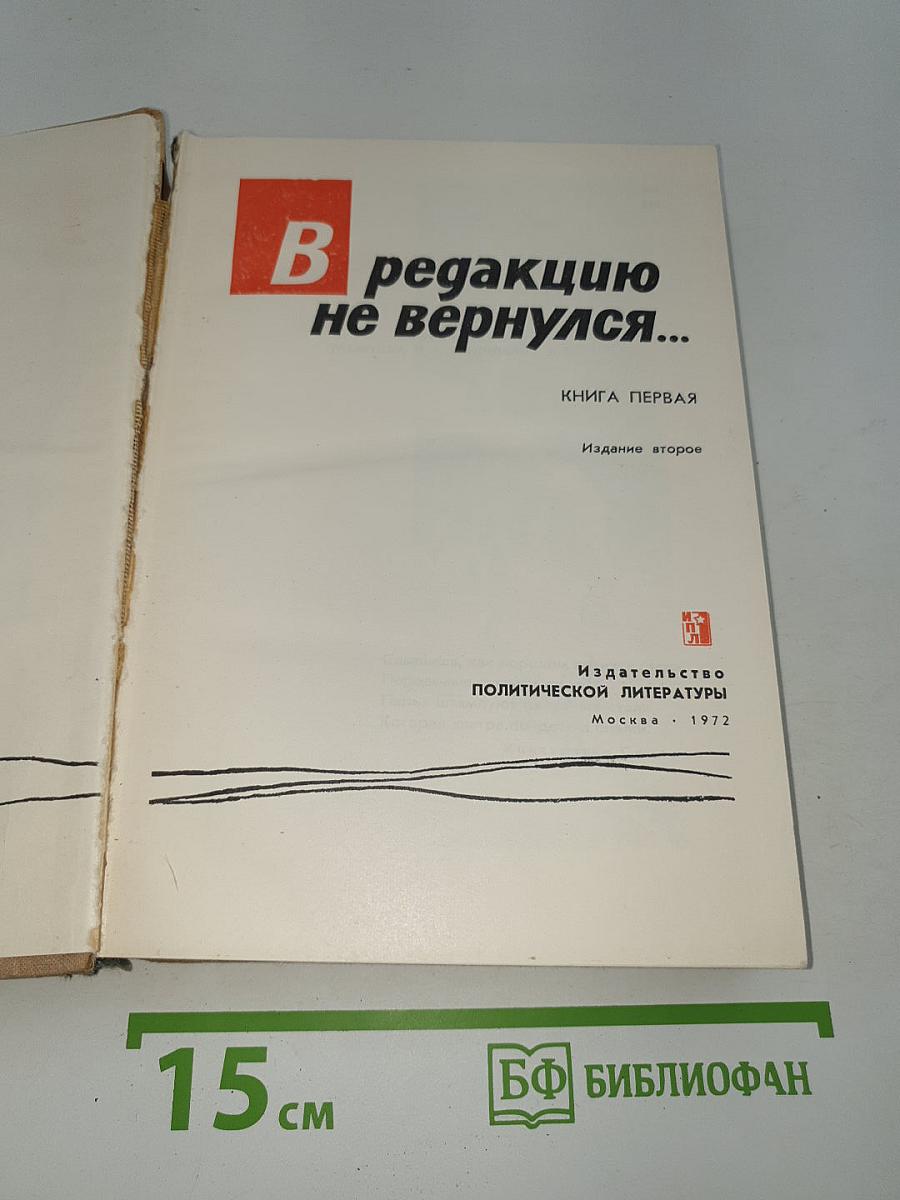 В редакцию
не вернулся...
КНИГА ПЕРВАЯ
Издание второе
ИПЛ
Издательство
ПОЛИТИЧЕСКОЙ ЛИТЕРАТУРЫ
Москва · 1972
15 см
БФ БИБЛИОФАН